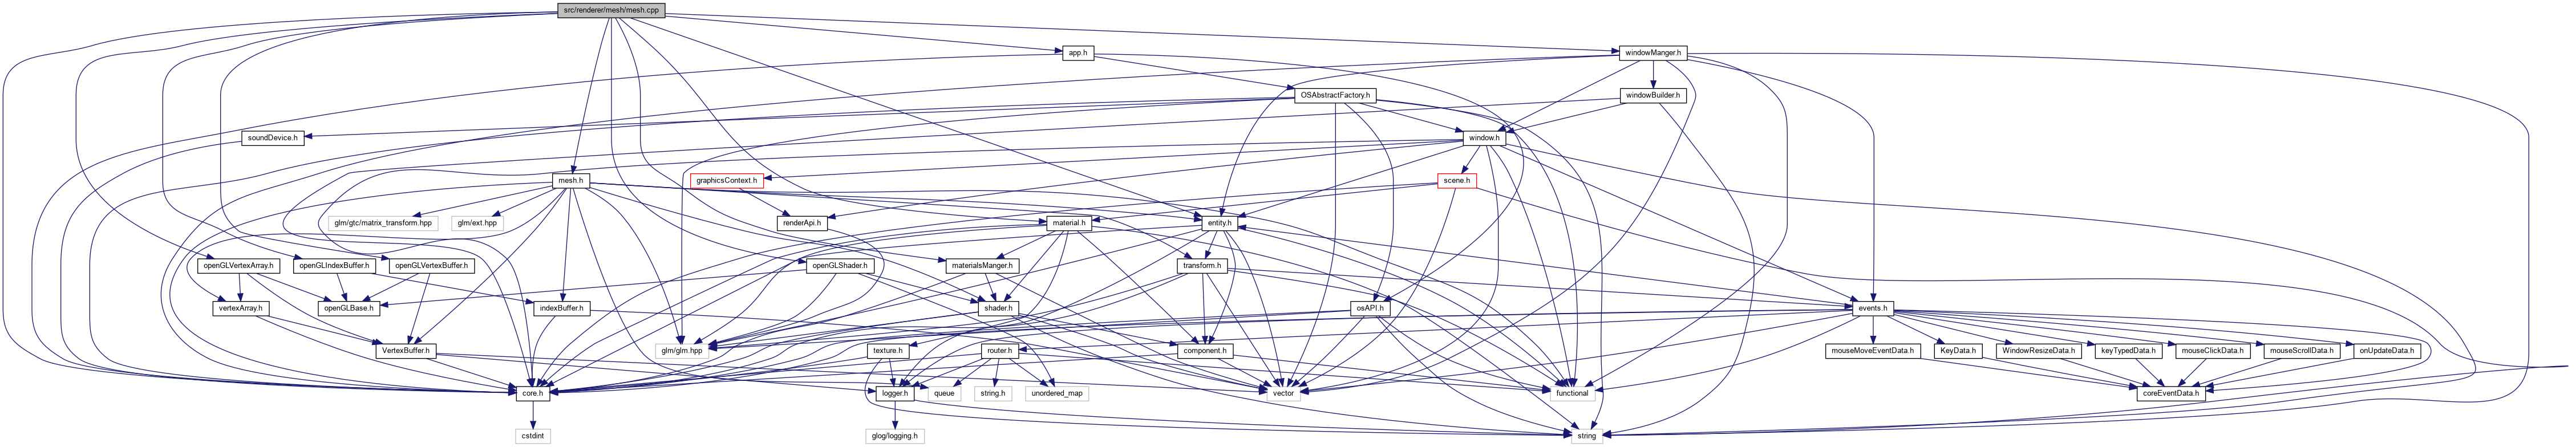 src/renderer/mesh/mesh.cpp
app.h
windowManger.h
OSAbstractFactory.h
windowBuilder.h
soundDevice.h
window.h
mesh.h
graphicsContext.h
scene.h
glm/gtc/matrix_transform.hpp
glm/ext.hpp
renderApi.h
material.h
entity.h
openGLVertexArray.h
openGLIndexBuffer.h
openGLVertexBuffer.h
openGLShader.h
materialsManger.h
transform.h
vertexArray.h
openGLBase.h
indexBuffer.h
shader.h
osAPI.h
events.h
VertexBuffer.h
glm/glm.hpp
texture.h
router.h
component.h
mouseMoveEventData.h
KeyData.h
WindowResizeData.h
keyTypedData.h
mouseClickData.h
mouseScrollData.h
onUpdateData.h
core.h
logger.h
queue
string.h
unordered_map
vector
functional
coreEventData.h
cstdint
glog/logging.h
string